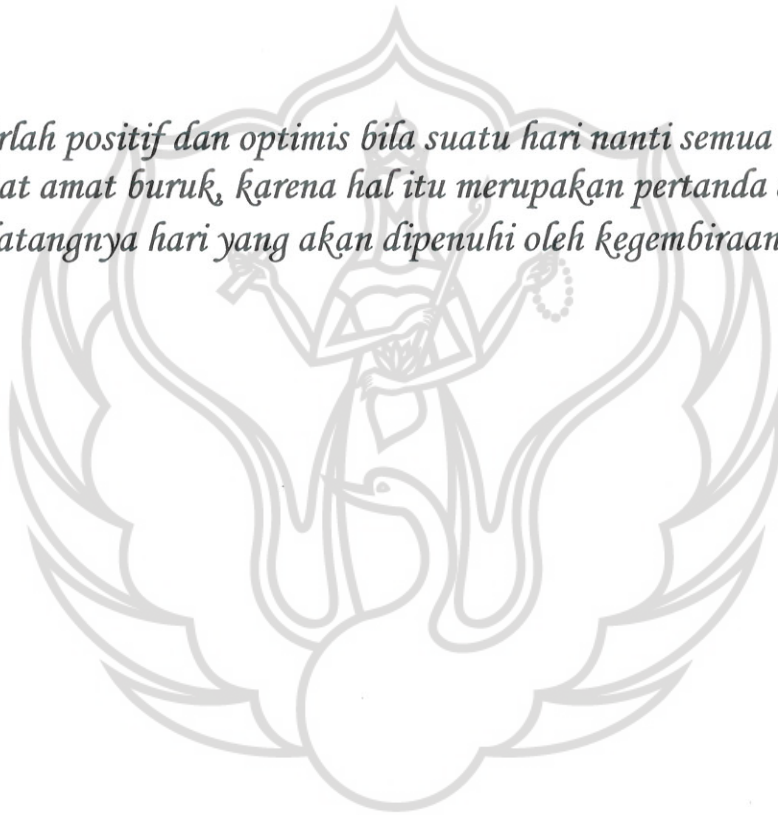 rlah positif dan optimis bila suatu hari nanti semua
at amat buruk, karena hal itu merupakan pertanda
atangnya hari yang akan dipenuhi oleh kegembiraan